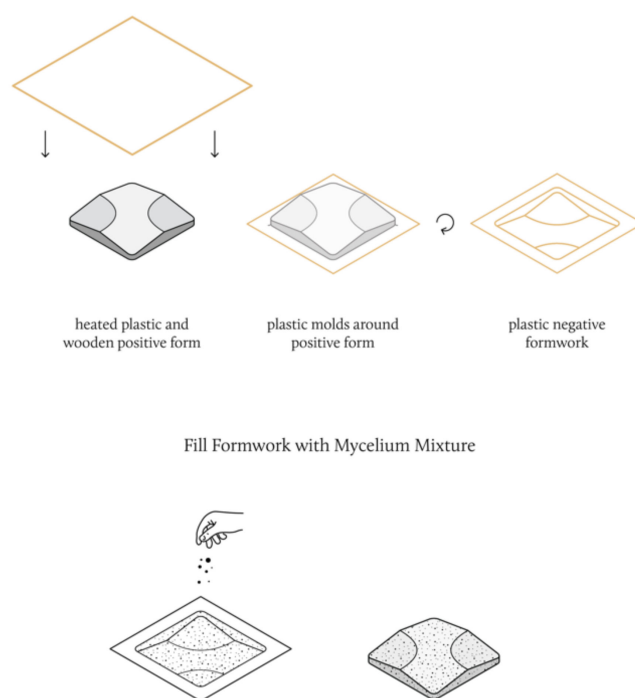 heated plastic and
wooden positive form
plastic molds around
positive form
plastic negative
formwork
Fill Formwork with Mycelium Mixture